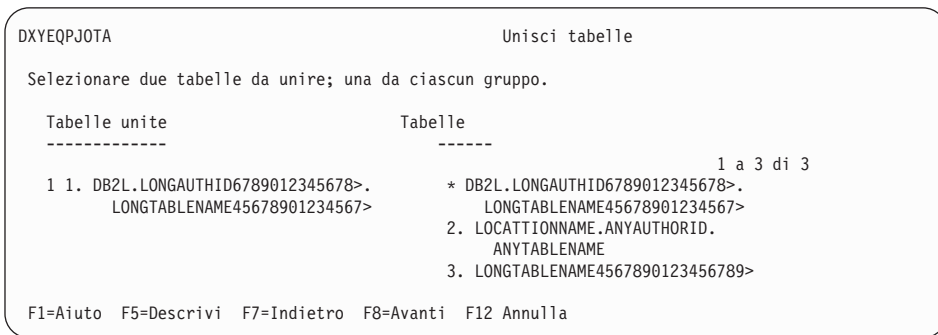 DXYEQPJOTA Unisci tabelle
Selezionare due tabelle da unire; una da ciascun gruppo.
Tabelle unite Tabelle
------------- ------
1 a 3 di 3
1 1. DB2L.LONGAUTHID6789012345678>. * DB2L.LONGAUTHID6789012345678>.
LONGTABLENAME45678901234567> LONGTABLENAME45678901234567>
2. LOCATTIONNAME.ANYAUTHORID.
ANYTABLENAME
3. LONGTABLENAME4567890123456789>
F1=Aiuto F5=Descrivi F7=Indietro F8=Avanti F12 Annulla